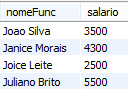 nomeFunc salario
Joao Silva 3500
Janice Morais 4300
Joice Leite 2500
Juliano Brito 5500